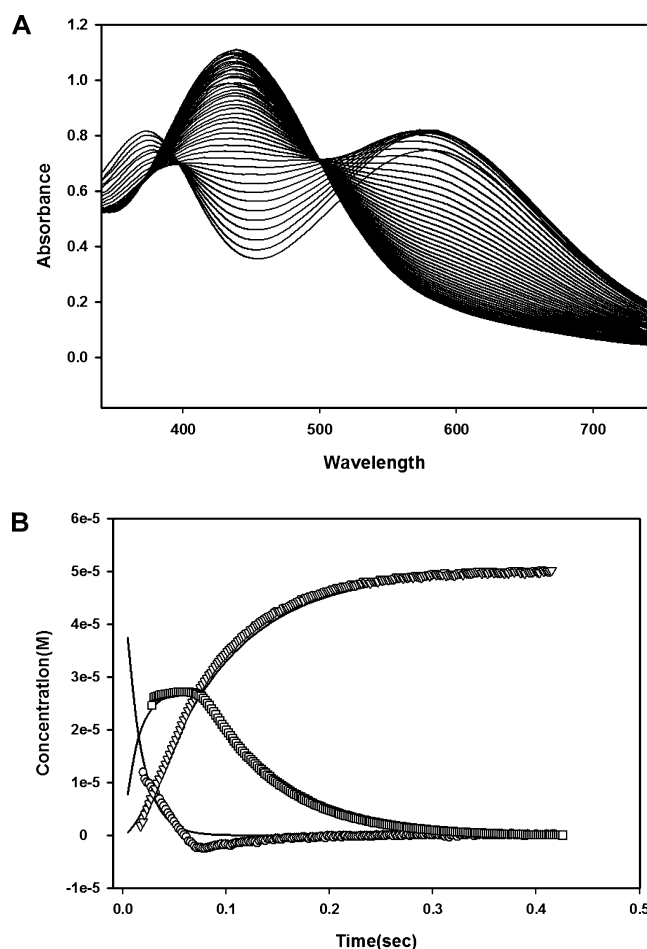 A
1.2
1.0
0.8
0.6
0.4
0.2
0.0
Absorbance
400 500 600 700
Wavelength
B
6e-5
5e-5
4e-5
3e-5
2e-5
1e-5
0
-1e-5
Concentration(M)
0.0 0.1 0.2 0.3 0.4 0.5
Time(sec)